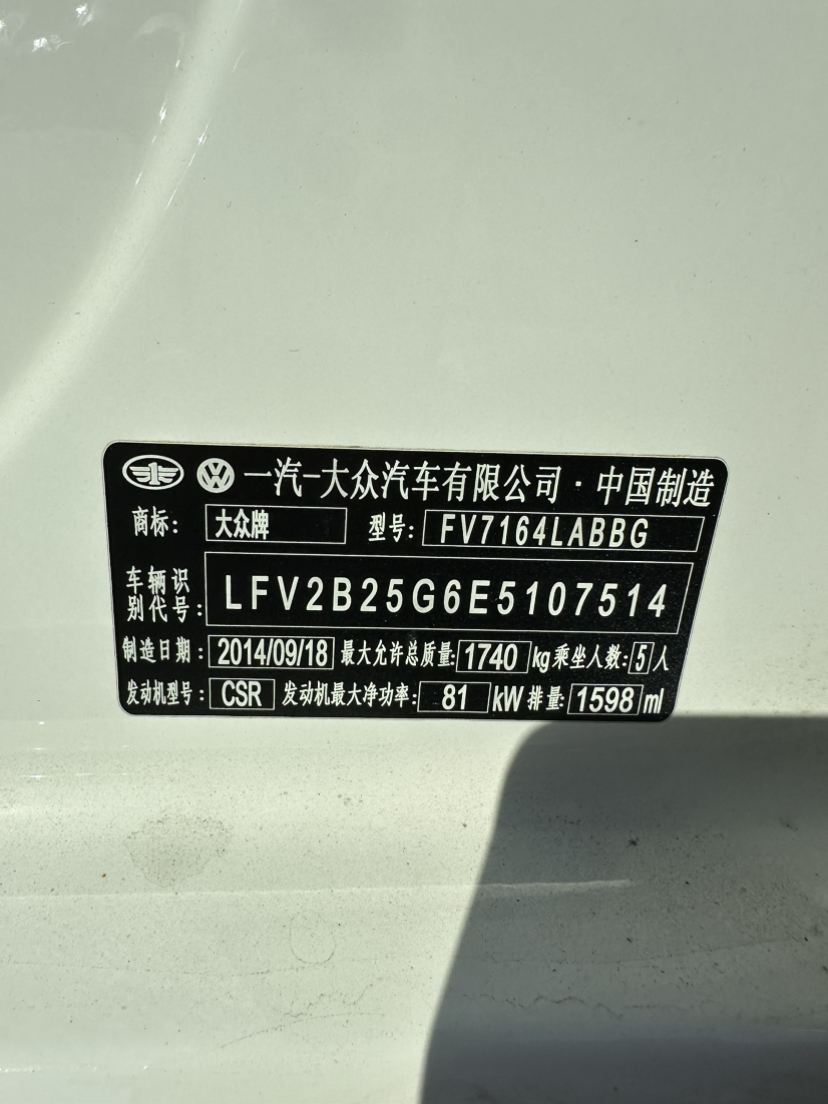 一汽-大众汽车有限公司·中国制造
商标: 大众牌 型号: FV7164LABBG
车辆识别代号: LFV2B25G6E5107514
制造日期: 2014/09/18 最大允许总质量: 1740 kg 乘坐人数: 5 人
发动机型号: CSR 发动机最大净功率: 81 kW 排量: 1598 ml